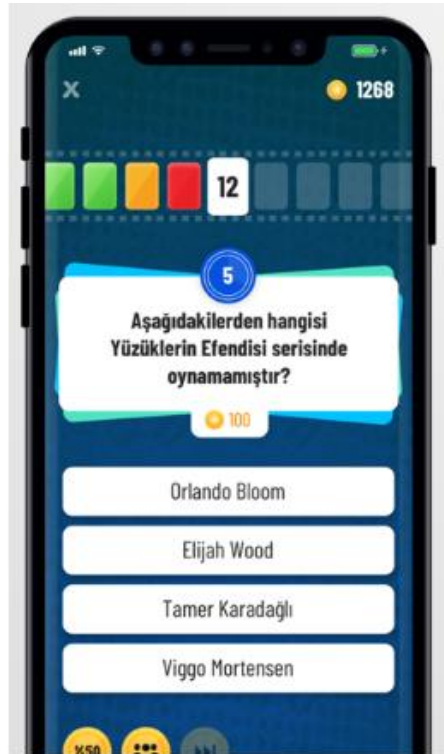 1268
12
5
Aşağıdakilerden hangisi
Yüzüklerin Efendisi serisinde
oynamamıştır?
100
Orlando Bloom
Elijah Wood
Tamer Karadağlı
Viggo Mortensen
%50